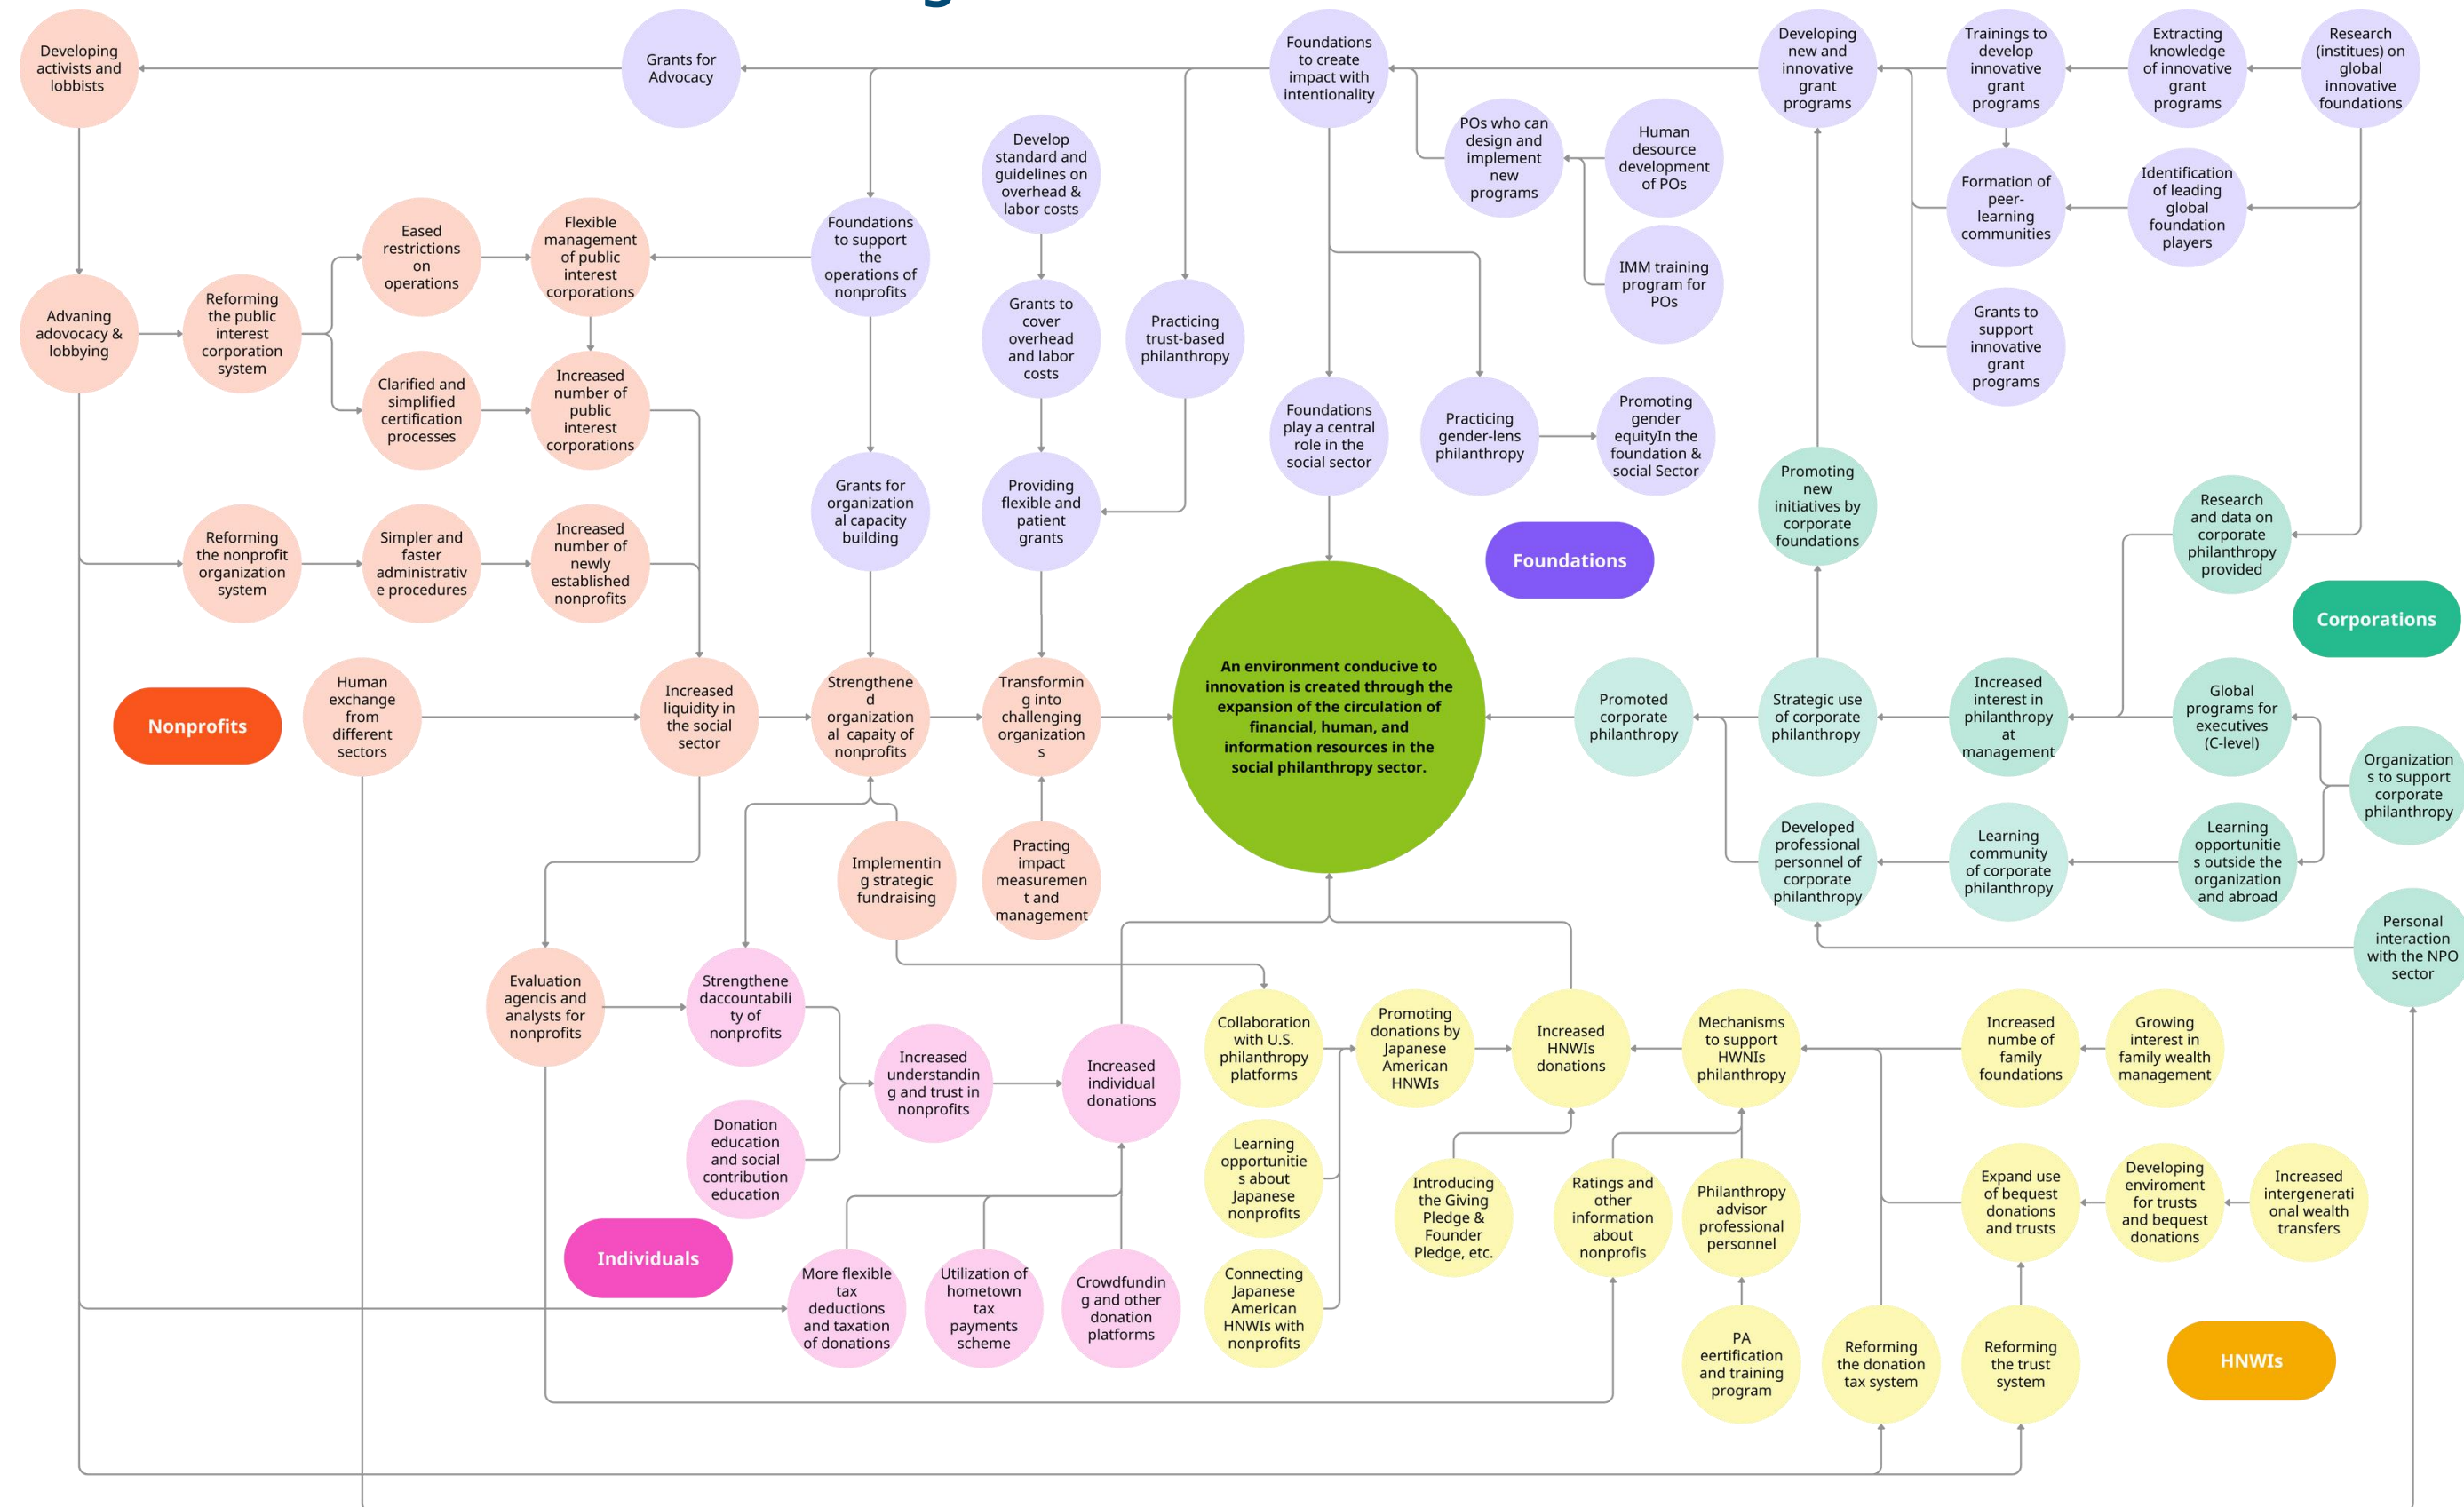 Developing
activists and
lobbists
Grants for
Advocacy
Foundations
to create
impact with
intentionality
Developing
new and
innovative
grant
programs
Trainings to
develop
innovative
grant
programs
Extracting
knowledge
of innovative
grant
programs
Research
(institues) on
global
innovative
foundations
Develop
standard and
guidelines on
overhead &
labor costs
POs who can
design and
implement
new
programs
Human
desource
development
of POs
Formation of
peer-
learning
communities
Identification
of leading
global
foundation
players
Eased
restrictions
on
operations
Flexible
management
of public
interest
corporations
Foundations
to support
the
operations of
nonprofits
IMM training
program for
POs
Advaning
adovocacy &
lobbying
Reforming
the public
interest
corporation
system
Grants to
cover
overhead
and labor
costs
Practicing
trust-based
philanthropy
Grants to
support
innovative
grant
programs
Clarified and
simplified
certification
processes
Increased
number of
public
interest
corporations
Foundations
play a central
role in the
social sector
Practicing
gender-lens
philanthropy
Promoting
gender
equityIn the
foundation &
social Sector
Grants for
organization
al capacity
building
Providing
flexible and
patient
grants
Promoting
new
initiatives by
corporate
foundations
Research
and data on
corporate
philanthropy
provided
Reforming
the nonprofit
organization
system
Simpler and
faster
administrativ
e procedures
Increased
number of
newly
established
nonprofits
Foundations
Corporations
Nonprofits
Human
exchange
from
different
sectors
Increased
liquidity in
the social
sector
Strengthene
d
organization
al capaity of
nonprofits
Transformin
g into
challenging
organization
s
An environment conducive to
innovation is created through the
expansion of the circulation of
financial, human, and
information resources in the
social philanthropy sector.
Promoted
corporate
philanthropy
Strategic use
of corporate
philanthropy
Increased
interest in
philanthropy
at
management
Global
programs for
executives
(C-level)
Organization
s to support
corporate
philanthropy
Implementin
g strategic
fundraising
Practing
impact
measuremen
t and
management
Developed
professional
personnel of
corporate
philanthropy
Learning
community
of corporate
philanthropy
Learning
opportunitie
s outside the
organization
and abroad
Personal
interaction
with the NPO
sector
Evaluation
agencis and
analysts for
nonprofits
Strengthene
daccountabili
ty of
nonprofits
Increased
understandin
g and trust in
nonprofits
Increased
individual
donations
Collaboration
with U.S.
philanthropy
platforms
Promoting
donations by
Japanese
American
HNWIs
Increased
HNWIs
donations
Mechanisms
to support
HWNIs
philanthropy
Increased
numbe of
family
foundations
Growing
interest in
family wealth
management
Donation
education
and social
contribution
education
Learning
opportunitie
s about
Japanese
nonprofits
Introducing
the Giving
Pledge &
Founder
Pledge, etc.
Ratings and
other
information
about
nonprofis
Philanthropy
advisor
professional
personnel
Expand use
of bequest
donations
and trusts
Developing
enviroment
for trusts
and bequest
donations
Increased
intergenerati
onal wealth
transfers
Individuals
More flexible
tax
deductions
and taxation
of donations
Utilization of
hometown
tax
payments
scheme
Crowdfundin
g and other
donation
platforms
Connecting
Japanese
American
HNWIs with
nonprofits
PA
eertification
and training
program
Reforming
the donation
tax system
Reforming
the trust
system
HNWIs